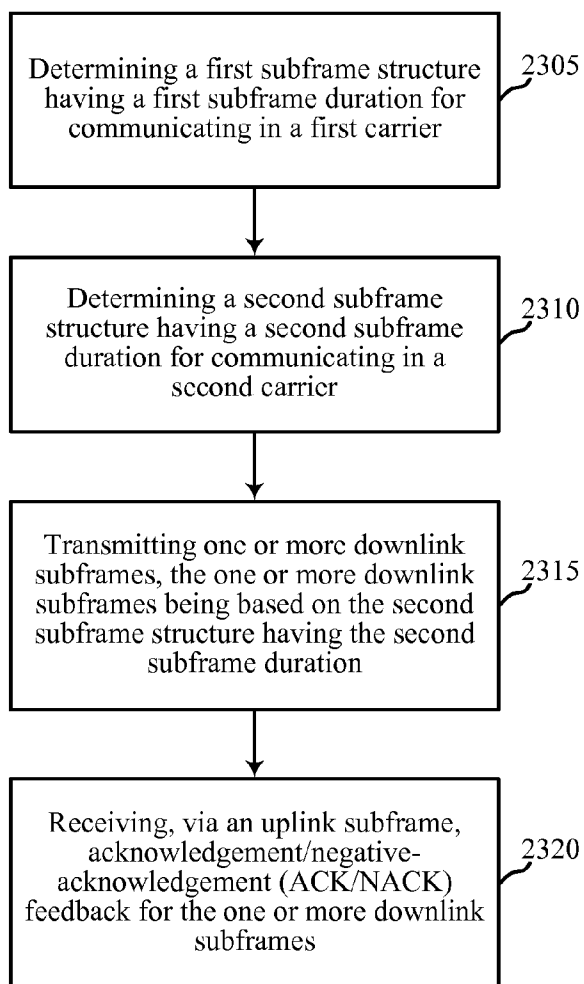 Determining a first subframe structure
having a first subframe duration for
communicating in a first carrier
2305
Determining a second subframe
structure having a second subframe
duration for communicating in a
second carrier
2310
Transmitting one or more downlink
subframes, the one or more downlink
subframes being based on the second
subframe structure having the second
subframe duration
2315
Receiving, via an uplink subframe,
acknowledgement/negative-
acknowledgement (ACK/NACK)
feedback for the one or more downlink
subframes
2320